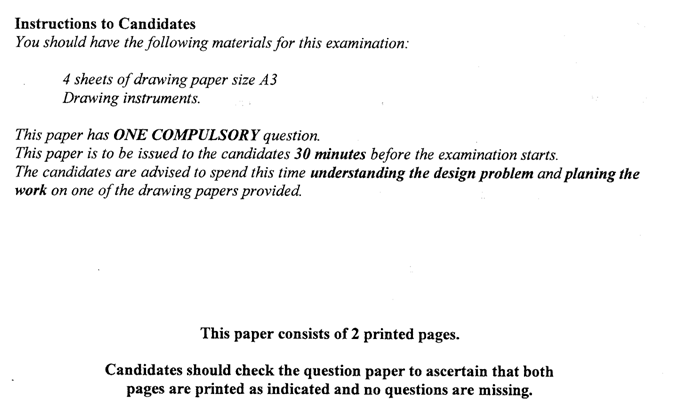 Instructions to Candidates
You should have the following materials for this examination:
4 sheets of drawing paper size A3
Drawing instruments.
This paper has ONE COMPULSORY question.
This paper is to be issued to the candidates 30 minutes before the examination starts.
The candidates are advised to spend this time understanding the design problem and planing the
work on one of the drawing papers provided.
This paper consists of 2 printed pages.
Candidates should check the question paper to ascertain that both
pages are printed as indicated and no questions are missing.